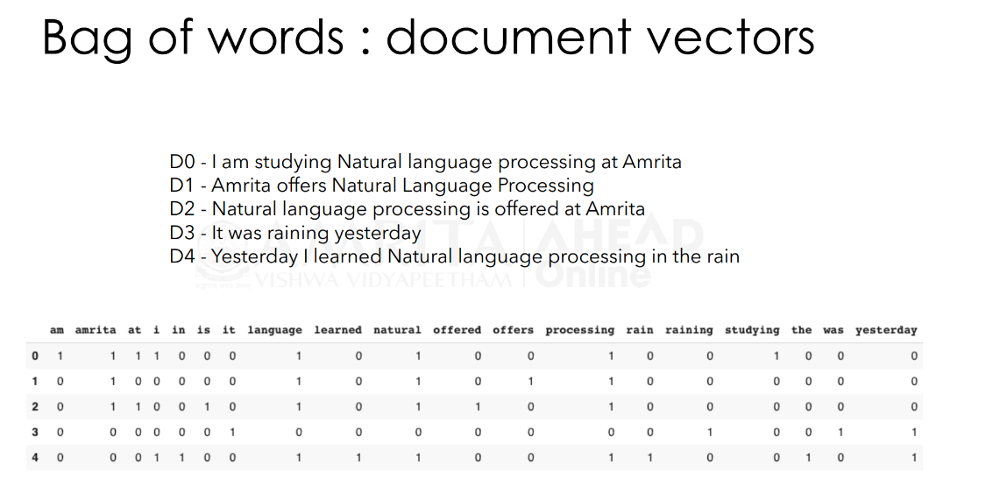 Bag of words : document vectors
D0 - I am studying Natural language processing at Amrita
D1 - Amrita offers Natural Language Processing
D2 - Natural language processing is offered at Amrita
D3 - It was raining yesterday
D4 - Yesterday I learned Natural language processing in the rain
AMRITA AHEAD
VISHWA VIDYAPEETHAM Online
am amrita at i in is it language learned natural offered offers processing rain raining studying the was yesterday
0 1 1 1 1 0 0 0 1 0 1 0 0 1 0 0 1 0 0 0
1 0 1 0 0 0 0 0 1 0 1 0 1 1 0 0 0 0 0 0
2 0 1 1 0 0 1 0 1 0 1 1 0 1 0 0 0 0 0 0
3 0 0 0 0 0 0 1 0 0 0 0 0 0 0 1 0 0 1 1
4 0 0 0 1 1 0 0 1 1 1 0 0 1 1 0 0 1 0 1